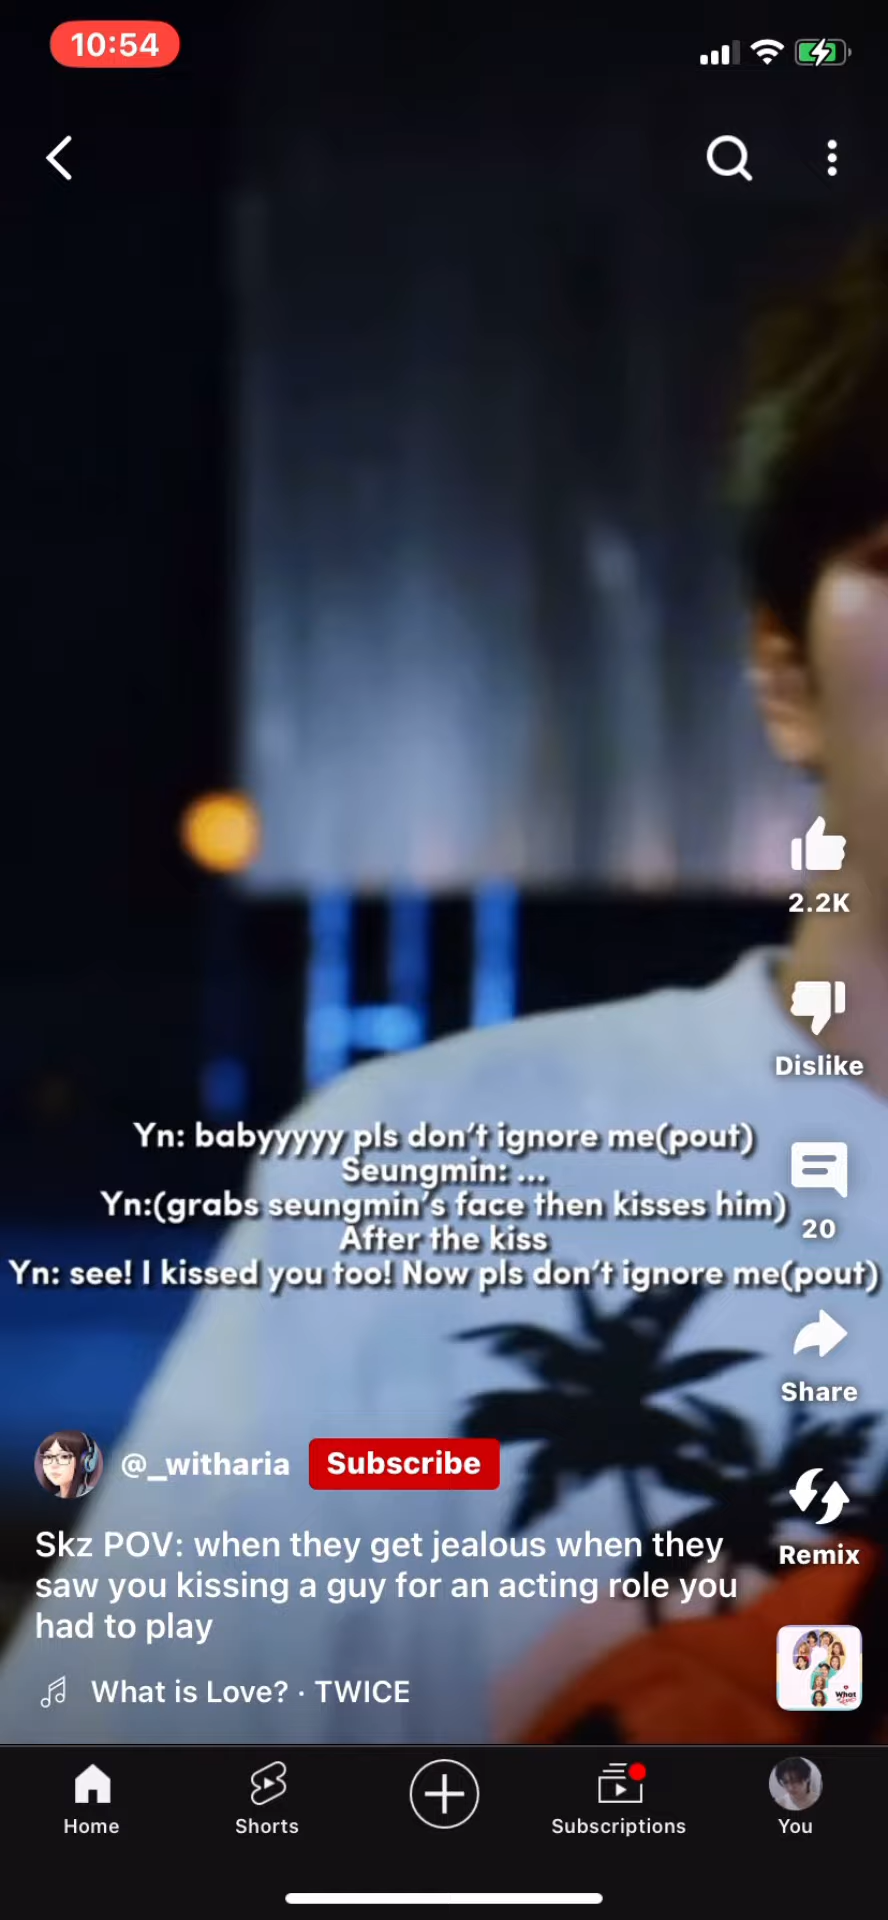 10:54
2.2K
Dislike
Yn: babyyyyy pls don't ignore me(pout)
Seungmin: ...
Yn:(grabs seungmin's face then kisses him)
After the kiss
Yn: see! I kissed you too! Now pls don't ignore me(pout)
20
Share
@_witharia
Subscribe
Skz POV: when they get jealous when they
saw you kissing a guy for an acting role you
had to play
Remix
What is Love? · TWICE
Home
Shorts
Subscriptions
You